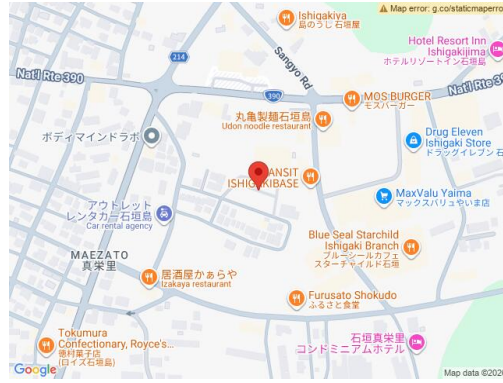 Map error: g.co/staticmaperro
Ishigakiya
島のうじ 石垣屋
Hotel Resort Inn
Ishigakijima
ホテルリゾートイン石垣島
214
Sangyo Rd
Nat'l Rte 390
390
MOS BURGER
モスバーガー
Nat'l R
丸亀製麺石垣島
Udon noodle restaurant
ボディマインドラボ
Drug Eleven
Ishigaki Store
ドラッグイレブン 石
ANSIT
ISHIGAKIBASE
MaxValu Yaima
マックスバリュやいま店
アウトレット
レンタカー石垣島
Car rental agency
Blue Seal Starchild
Ishigaki Branch
ブルーシールカフェ
スターチャイルド石垣
MAEZATO
真栄里
居酒屋かぁらや
Izakaya restaurant
Furusato Shokudo
ふるさと食堂
Tokumura
Confectionary, Royce's...
徳村菓子店
(ロイズ石垣島)
石垣真栄里
コンドミニアムホテル
Google
Map data ©202